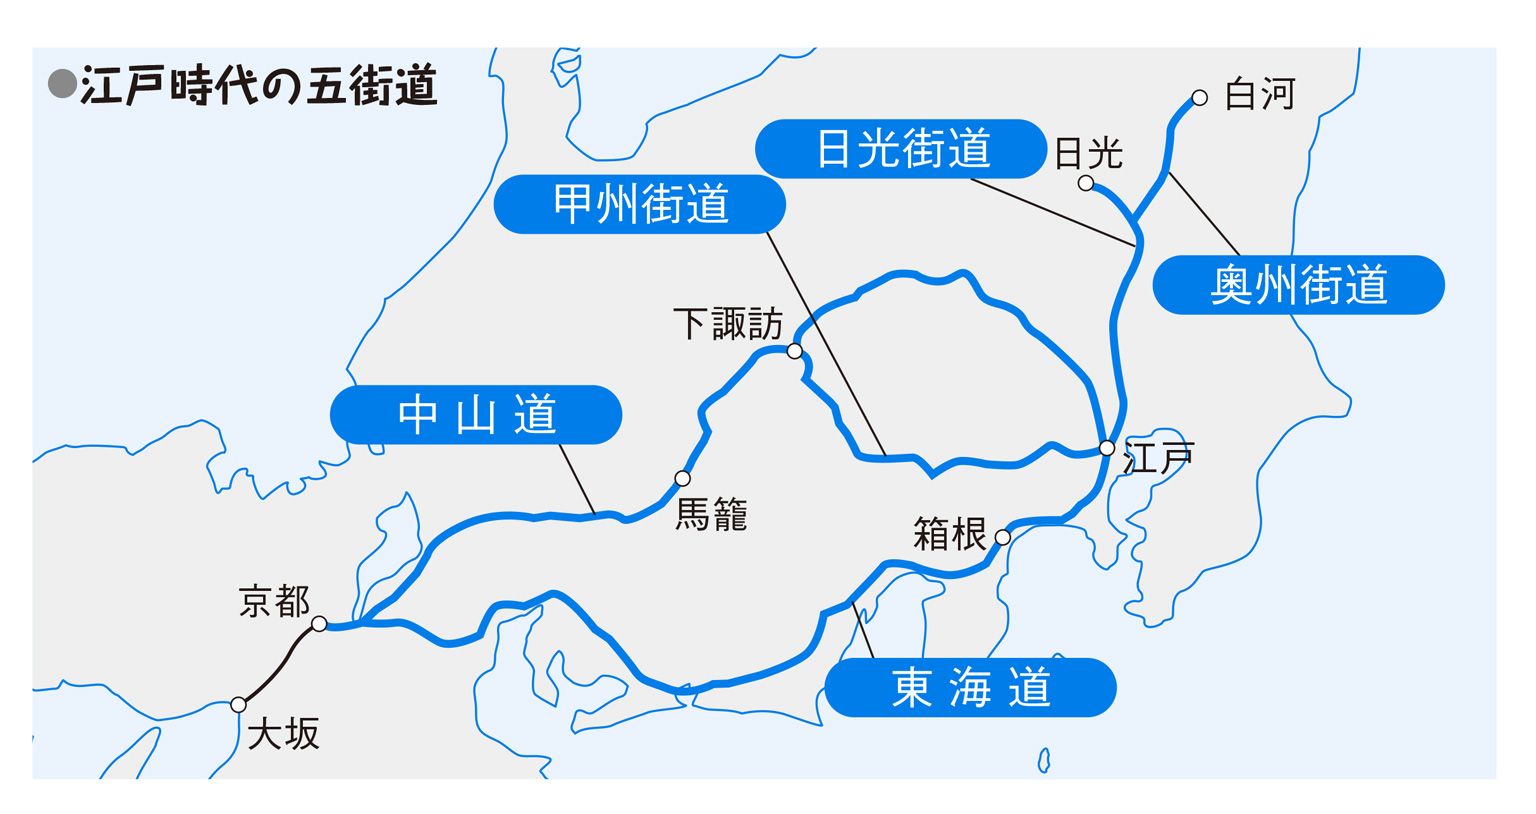 ●江戸時代の五街道
白河
日光街道
日光
甲州街道
奥州街道
下諏訪
中山道
江戸
馬籠
箱根
京都
東海道
大坂